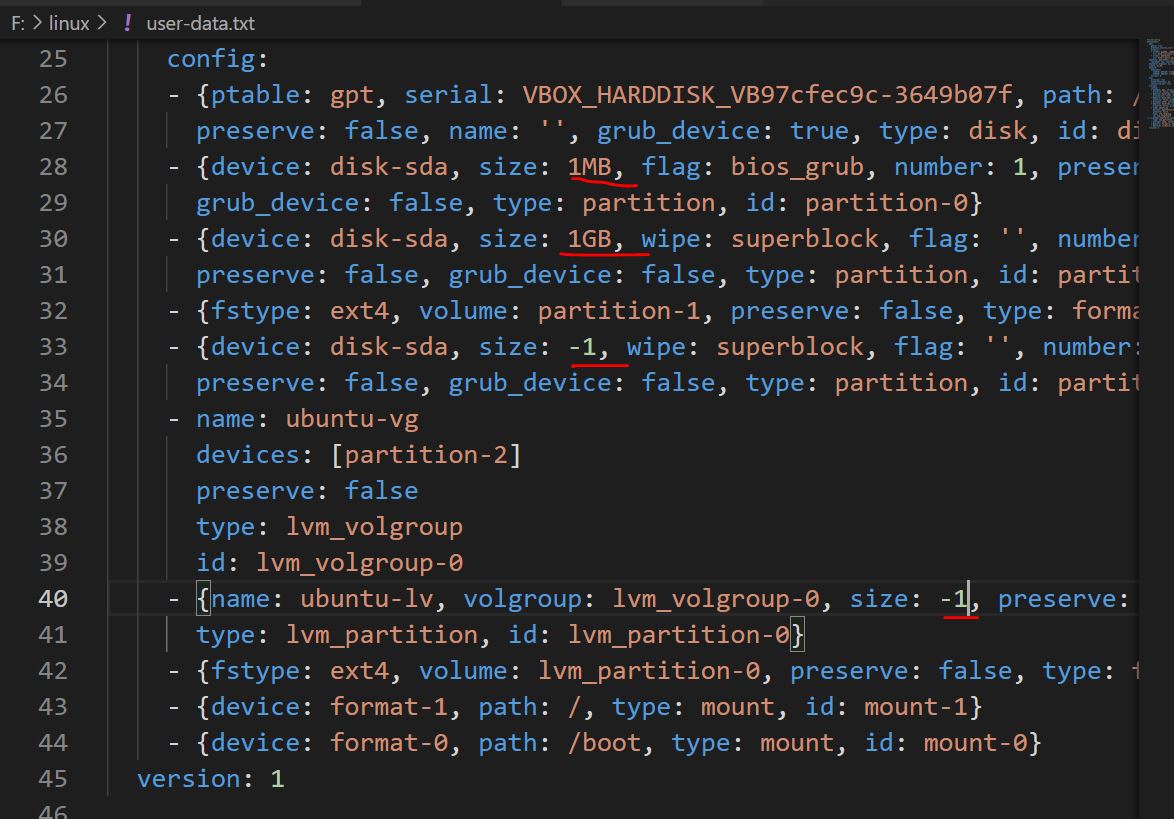 F: > linux > ! user-data.txt
25 config:
26 - {ptable: gpt, serial: VBOX_HARDDISK_VB97cfec9c-3649b07f, path: /
27 preserve: false, name: '', grub_device: true, type: disk, id: di
28 - {device: disk-sda, size: 1MB, flag: bios_grub, number: 1, preser
29 grub_device: false, type: partition, id: partition-0}
30 - {device: disk-sda, size: 1GB, wipe: superblock, flag: '', number
31 preserve: false, grub_device: false, type: partition, id: partit
32 - {fstype: ext4, volume: partition-1, preserve: false, type: forma
33 - {device: disk-sda, size: -1, wipe: superblock, flag: '', number:
34 preserve: false, grub_device: false, type: partition, id: partit
35 - name: ubuntu-vg
36 devices: [partition-2]
37 preserve: false
38 type: lvm_volgroup
39 id: lvm_volgroup-0
40 - {name: ubuntu-lv, volgroup: lvm_volgroup-0, size: -1, preserve:
41 type: lvm_partition, id: lvm_partition-0}
42 - {fstype: ext4, volume: lvm_partition-0, preserve: false, type: f
43 - {device: format-1, path: /, type: mount, id: mount-1}
44 - {device: format-0, path: /boot, type: mount, id: mount-0}
45 version: 1
46